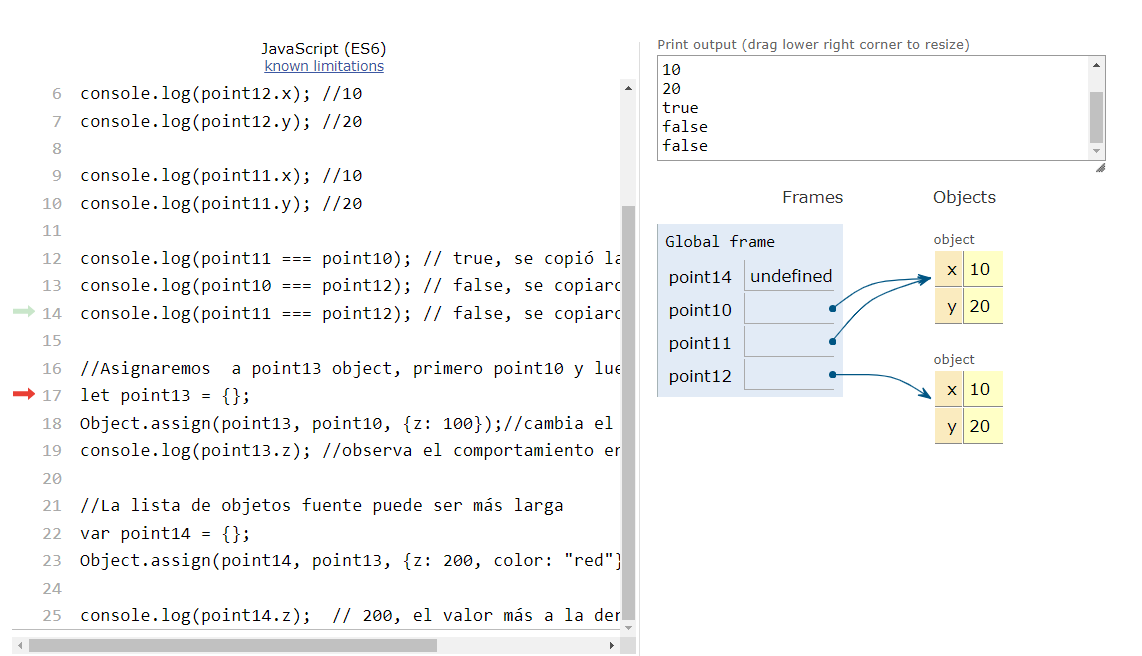 JavaScript (ES6)
known limitations
6 console.log(point12.x); //10
7 console.log(point12.y); //20
8
9 console.log(point11.x); //10
10 console.log(point11.y); //20
11
12 console.log(point11 === point10); // true, se copió la
13 console.log(point10 === point12); // false, se copiaro
14 console.log(point11 === point12); // false, se copiaro
15
16 //Asignaremos  a point13 object, primero point10 y lue
17 let point13 = {};
18 Object.assign(point13, point10, {z: 100});//cambia el
19 console.log(point13.z); //observa el comportamiento en
20
21 //La lista de objetos fuente puede ser más larga
22 var point14 = {};
23 Object.assign(point14, point13, {z: 200, color: "red"}
24
25 console.log(point14.z);  // 200, el valor más a la der
Print output (drag lower right corner to resize)
10
20
true
false
false
Frames
Objects
Global frame
point14 undefined
point10
point11
point12
object
x 10
y 20
object
x 10
y 20